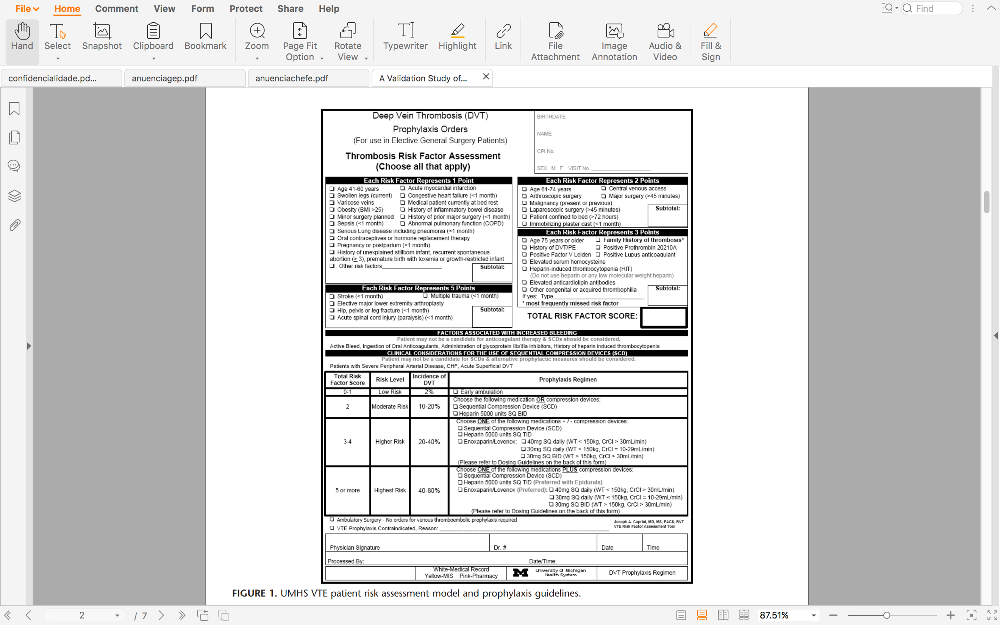 File Home Comment View Form Protect Share Help Find
Hand Select Snapshot Clipboard Bookmark Zoom Page Fit Option Rotate View Typewriter Highlight Link File Attachment Image Annotation Audio & Video Fill & Sign
confidencialidade.pd... anuenciagep.pdf anuenciachefe.pdf A Validation Study of...
Deep Vein Thrombosis (DVT)
Prophylaxis Orders
(For use in Elective General Surgery Patients)
Thrombosis Risk Factor Assessment
(Choose all that apply)
BIRTHDATE
NAME
CPI No.
SEX M F VISIT No.
Each Risk Factor Represents 1 Point
Age 41-60 years Acute myocardial infarction
Swollen legs (current) Congestive heart failure (<1 month)
Varicose veins Medical patient currently at bed rest
Obesity (BMI >25) History of inflammatory bowel disease
Minor surgery planned History of prior major surgery (<1 month)
Sepsis (<1 month) Abnormal pulmonary function (COPD)
Serious Lung disease including pneumonia (<1 month)
Oral contraceptives or hormone replacement therapy
Pregnancy or postpartum (<1 month)
History of unexplained stillborn infant, recurrent spontaneous
abortion (≥ 3), premature birth with toxemia or growth-restricted infant
Other risk factors
Subtotal:
Each Risk Factor Represents 5 Points
Stroke (<1 month) Multiple trauma (<1 month)
Elective major lower extremity arthroplasty
Hip, pelvis or leg fracture (<1 month)
Subtotal:
Acute spinal cord injury (paralysis) (<1 month)
Each Risk Factor Represents 2 Points
Age 61-74 years Central venous access
Arthroscopic surgery Major surgery (>45 minutes)
Malignancy (present or previous)
Laparoscopic surgery (>45 minutes)
Subtotal:
Patient confined to bed (>72 hours)
Immobilizing plaster cast (<1 month)
Each Risk Factor Represents 3 Points
Age 75 years or older Family History of thrombosis*
History of DVT/PE Positive Prothrombin 20210A
Positive Factor V Leiden Positive Lupus anticoagulant
Elevated serum homocysteine
Heparin-induced thrombocytopenia (HIT)
(Do not use heparin or any low molecular weight heparin)
Elevated anticardiolipin antibodies
Other congenital or acquired thrombophilia
Subtotal:
If yes: Type
* most frequently missed risk factor
TOTAL RISK FACTOR SCORE:
FACTORS ASSOCIATED WITH INCREASED BLEEDING
Patient may not be a candidate for anticoagulant therapy & SCDs should be considered.
Active Bleed, Ingestion of Oral Anticoagulants, Administration of glycoprotein IIb/IIIa inhibitors, History of heparin induced thrombocytopenia
CLINICAL CONSIDERATIONS FOR THE USE OF SEQUENTIAL COMPRESSION DEVICES (SCD)
Patient may not be a candidate for SCDs & alternative prophylactic measures should be considered.
Patients with Severe Peripheral Arterial Disease, CHF, Acute Superficial DVT
Total Risk Factor Score Risk Level Incidence of DVT Prophylaxis Regimen
0-1 Low Risk 2% Early ambulation
2 Moderate Risk 10-20%
Choose the following medication OR compression devices:
Sequential Compression Device (SCD)
Heparin 5000 units SQ BID
3-4 Higher Risk 20-40%
Choose ONE of the following medications + / - compression devices:
Sequential Compression Device (SCD)
Heparin 5000 units SQ TID
Enoxaparin/Lovenox: 40mg SQ daily (WT < 150kg, CrCl > 30mL/min)
30mg SQ daily (WT < 150kg, CrCl = 10-29mL/min)
30mg SQ BID (WT > 150kg, CrCl > 30mL/min)
(Please refer to Dosing Guidelines on the back of this form)
5 or more Highest Risk 40-80%
Choose ONE of the following medications PLUS compression devices:
Sequential Compression Device (SCD)
Heparin 5000 units SQ TID (Preferred with Epidurals)
Enoxaparin/Lovenox (Preferred): 40mg SQ daily (WT < 150kg, CrCl > 30mL/min)
30mg SQ daily (WT < 150kg, CrCl = 10-29mL/min)
30mg SQ BID (WT > 150kg, CrCl > 30mL/min)
(Please refer to Dosing Guidelines on the back of this form)
Ambulatory Surgery - No orders for venous thromboembolic prophylaxis required
VTE Prophylaxis Contraindicated, Reason:
Joseph A. Caprini, MD, MS, FACS, RVT
VTE Risk Factor Assessment Tool
Physician Signature Dr. # Date Time
Processed By: Date/Time:
White-Medical Record
Yellow-MIS Pink-Pharmacy
M University of Michigan
Health System
DVT Prophylaxis Regimen
FIGURE 1. UMHS VTE patient risk assessment model and prophylaxis guidelines.
2 / 7 87.51%